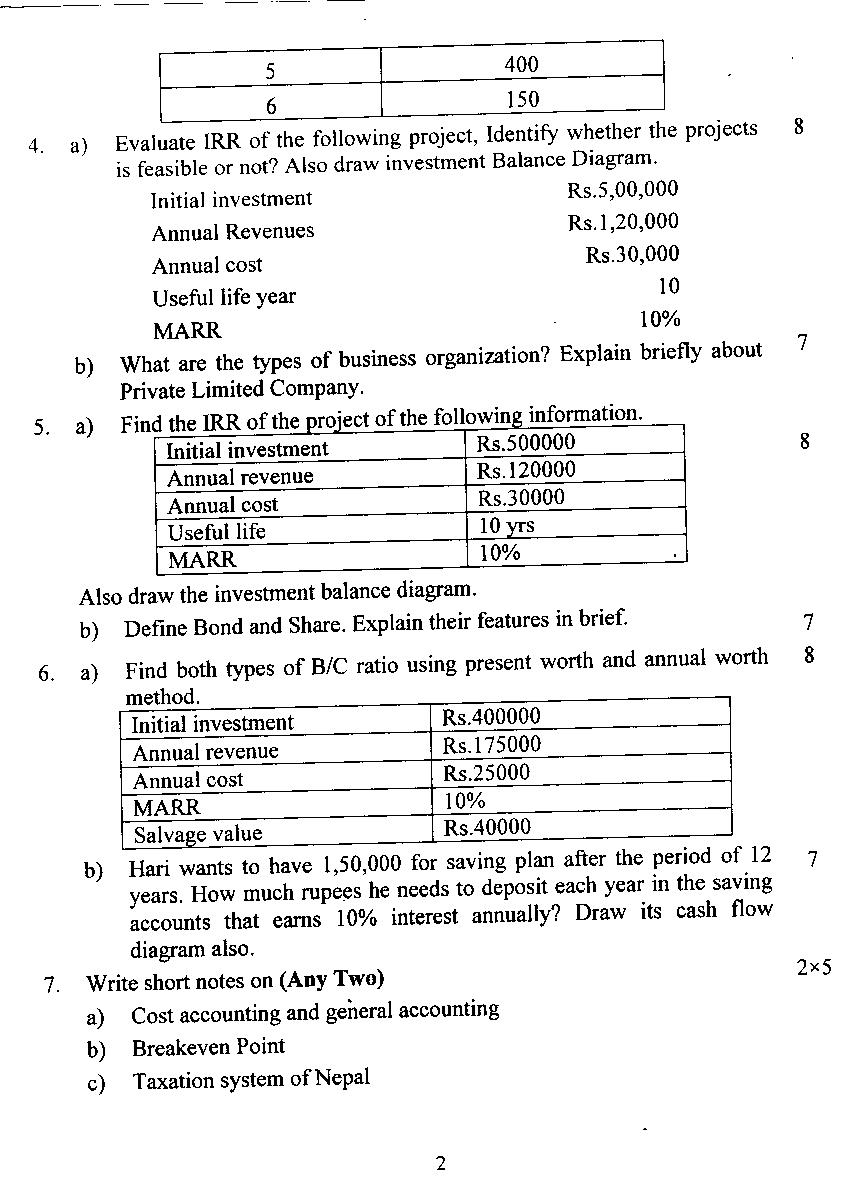 5 400
6 150
4. a) Evaluate IRR of the following project, Identify whether the projects 8
is feasible or not? Also draw investment Balance Diagram.
Initial investment Rs.5,00,000
Annual Revenues Rs.1,20,000
Annual cost Rs.30,000
Useful life year 10
MARR 10%
b) What are the types of business organization? Explain briefly about 7
Private Limited Company.
5. a) Find the IRR of the project of the following information.
Initial investment Rs.500000 8
Annual revenue Rs.120000
Annual cost Rs.30000
Useful life 10 yrs
MARR 10%
Also draw the investment balance diagram.
b) Define Bond and Share. Explain their features in brief. 7
6. a) Find both types of B/C ratio using present worth and annual worth 8
method.
Initial investment Rs.400000
Annual revenue Rs.175000
Annual cost Rs.25000
MARR 10%
Salvage value Rs.40000
b) Hari wants to have 1,50,000 for saving plan after the period of 12 7
years. How much rupees he needs to deposit each year in the saving
accounts that earns 10% interest annually? Draw its cash flow
diagram also.
7. Write short notes on (Any Two) 2×5
a) Cost accounting and general accounting
b) Breakeven Point
c) Taxation system of Nepal
2